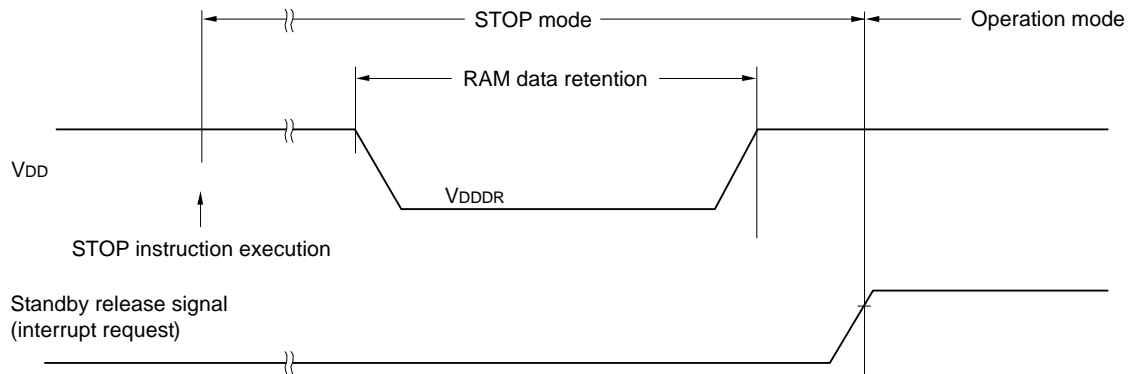 STOP mode
Operation mode
RAM data retention
VDD
VDDDR
STOP instruction execution
Standby release signal
(interrupt request)